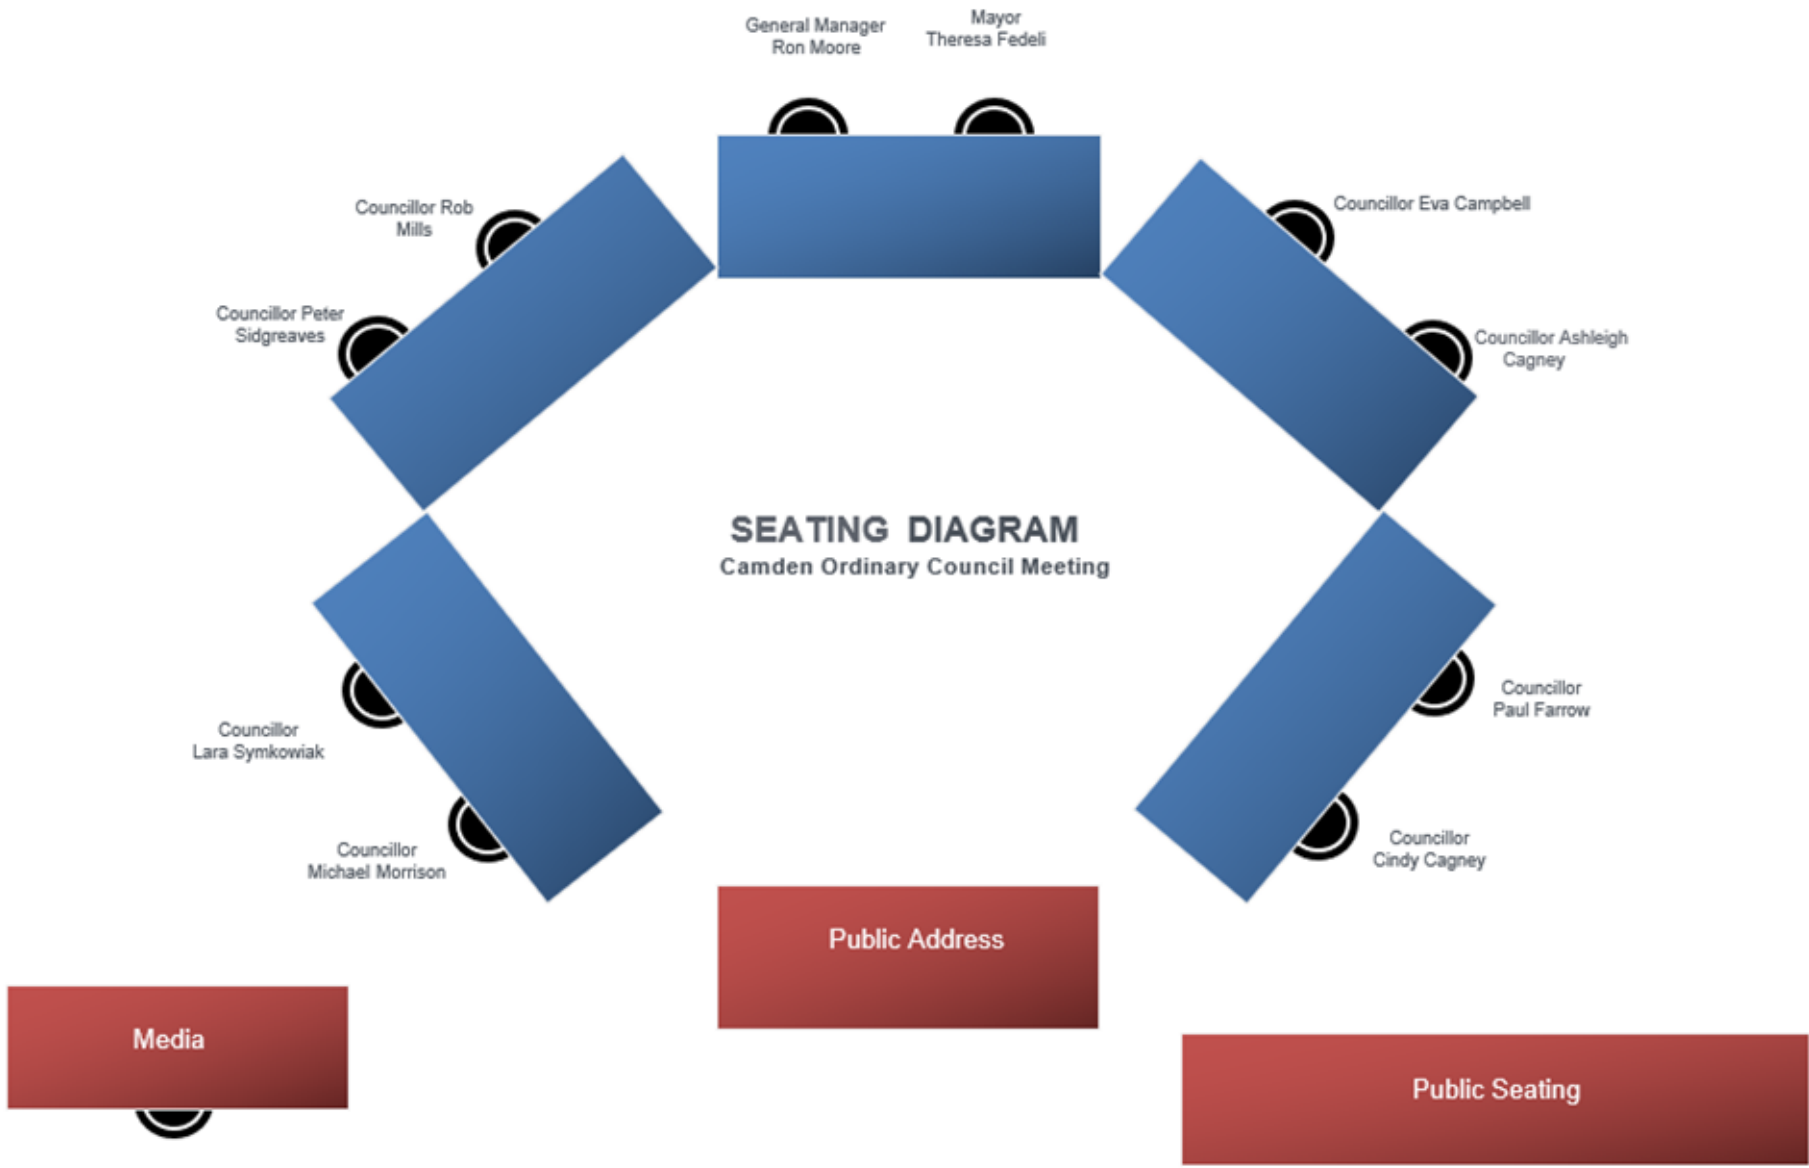 General Manager
Ron Moore
Mayor
Theresa Fedeli
Councillor Rob
Mills
Councillor Eva Campbell
Councillor Peter
Sidgreaves
Councillor Ashleigh
Cagney
SEATING DIAGRAM
Camden Ordinary Council Meeting
Councillor
Lara Symkowiak
Councillor
Paul Farrow
Councillor
Michael Morrison
Councillor
Cindy Cagney
Public Address
Media
Public Seating